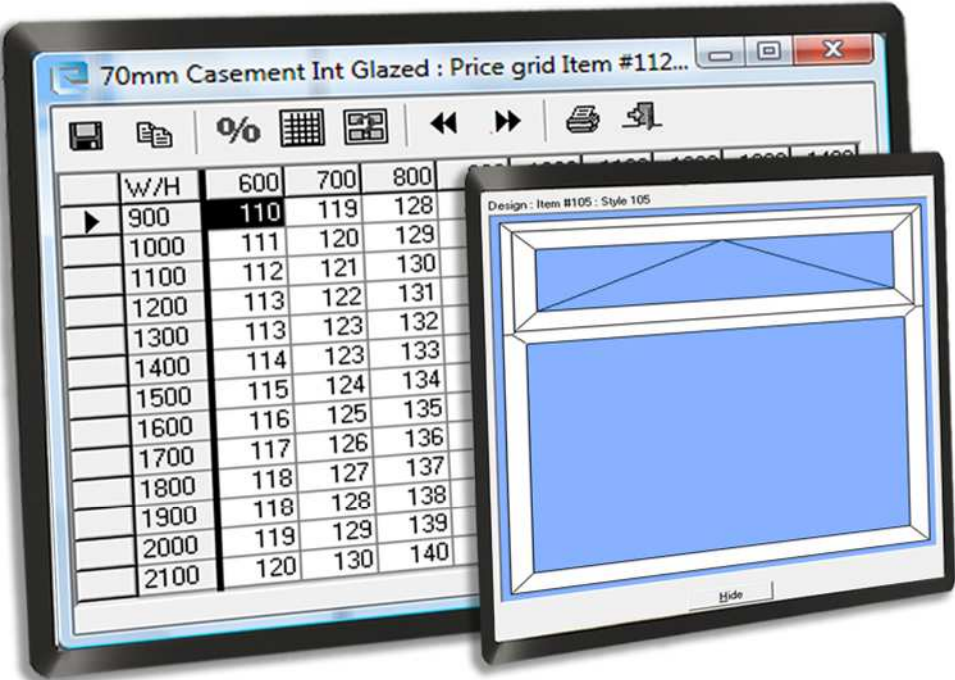 70mm Casement Int Glazed : Price grid Item #112...
%
W/H 600 700 800
900 110 119 128
1000 111 120 129
1100 112 121 130
1200 113 122 131
1300 113 123 132
1400 114 123 133
1500 115 124 134
1600 116 125 135
1700 117 126 136
1800 118 127 137
1900 118 128 138
2000 119 129 139
2100 120 130 140
Design : Item #105 : Style 105
Hide